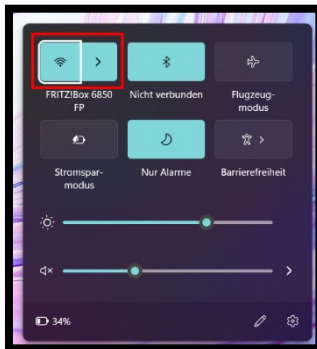 FRITZ!Box 6850
FP
Nicht verbunden
Flugzeug-
modus
Stromspar-
modus
Nur Alarme
Barrierefreiheit
34%